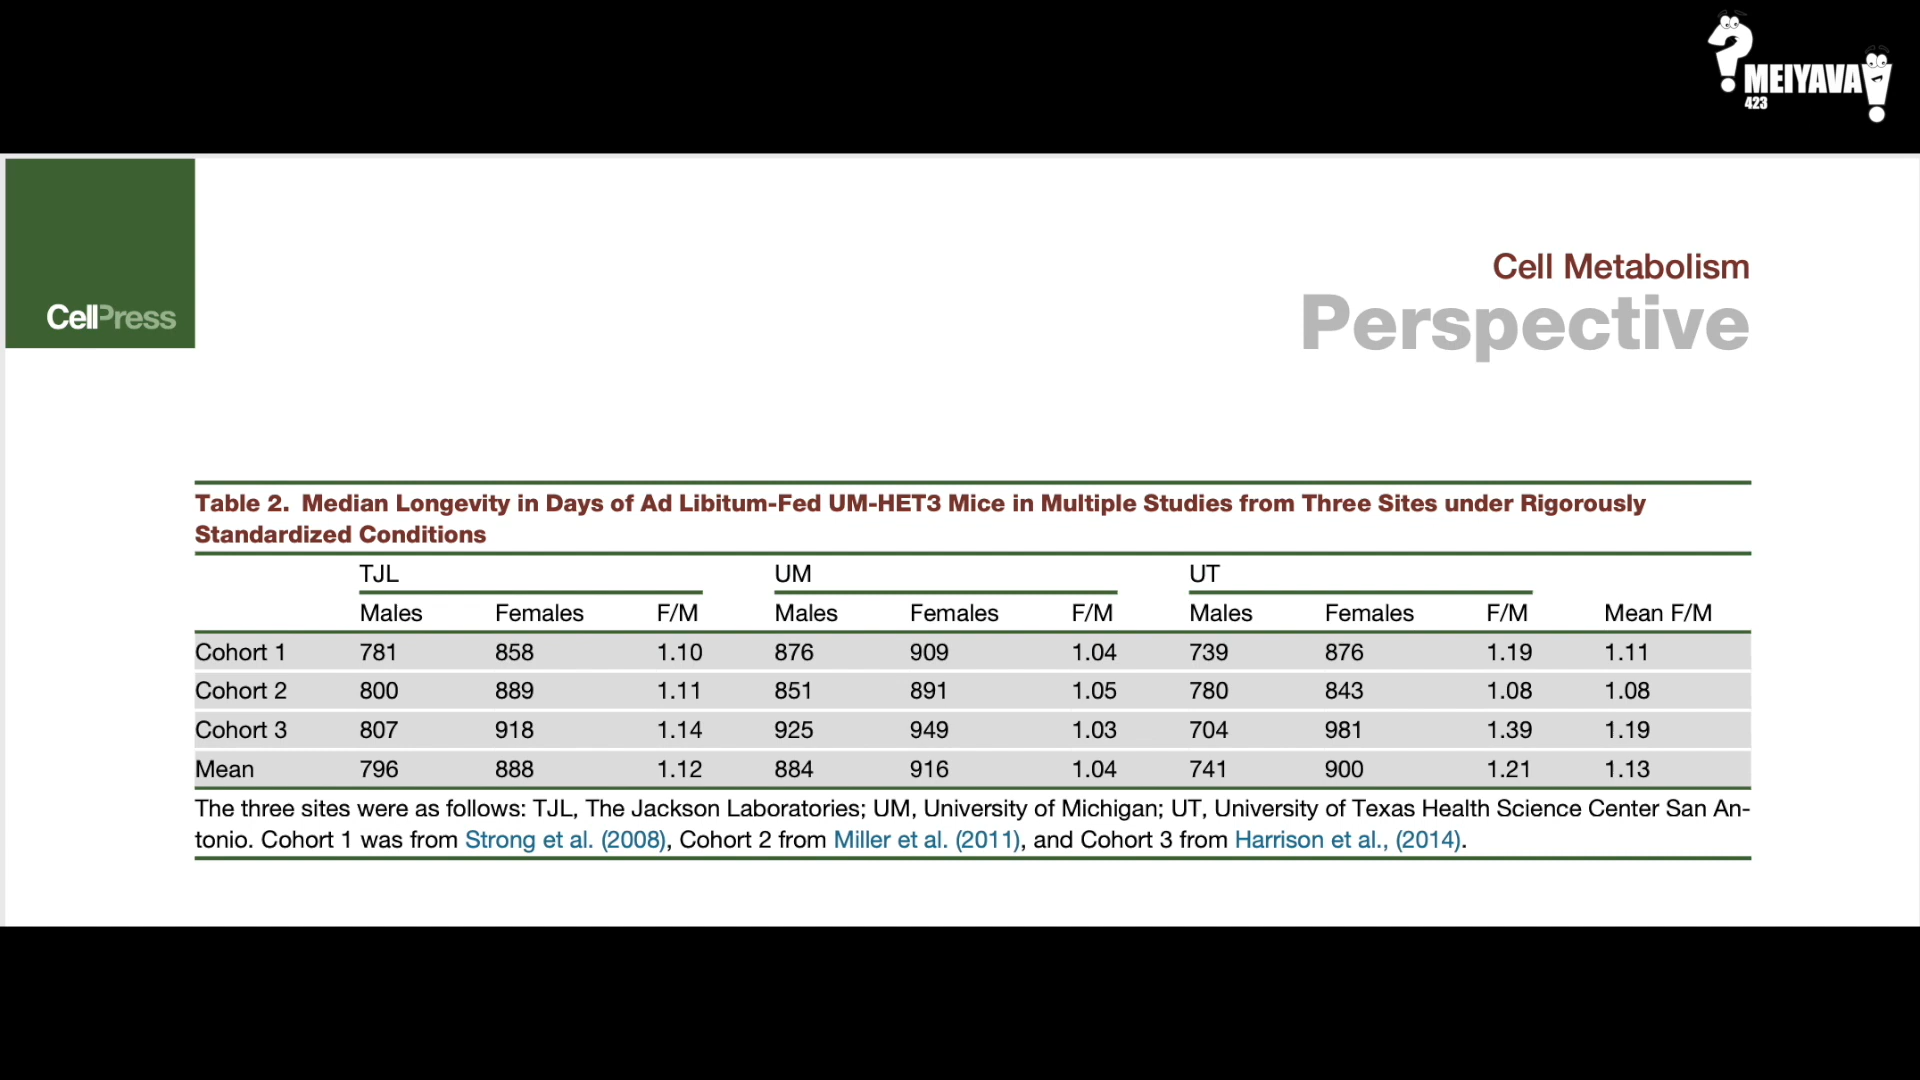 MEIYAVA
423
CellPress
Cell Metabolism
Perspective
Table 2. Median Longevity in Days of Ad Libitum-Fed UM-HET3 Mice in Multiple Studies from Three Sites under Rigorously
Standardized Conditions
TJL UM UT
Males Females F/M Males Females F/M Males Females F/M Mean F/M
Cohort 1 781 858 1.10 876 909 1.04 739 876 1.19 1.11
Cohort 2 800 889 1.11 851 891 1.05 780 843 1.08 1.08
Cohort 3 807 918 1.14 925 949 1.03 704 981 1.39 1.19
Mean 796 888 1.12 884 916 1.04 741 900 1.21 1.13
The three sites were as follows: TJL, The Jackson Laboratories; UM, University of Michigan; UT, University of Texas Health Science Center San An-
tonio. Cohort 1 was from Strong et al. (2008), Cohort 2 from Miller et al. (2011), and Cohort 3 from Harrison et al., (2014).